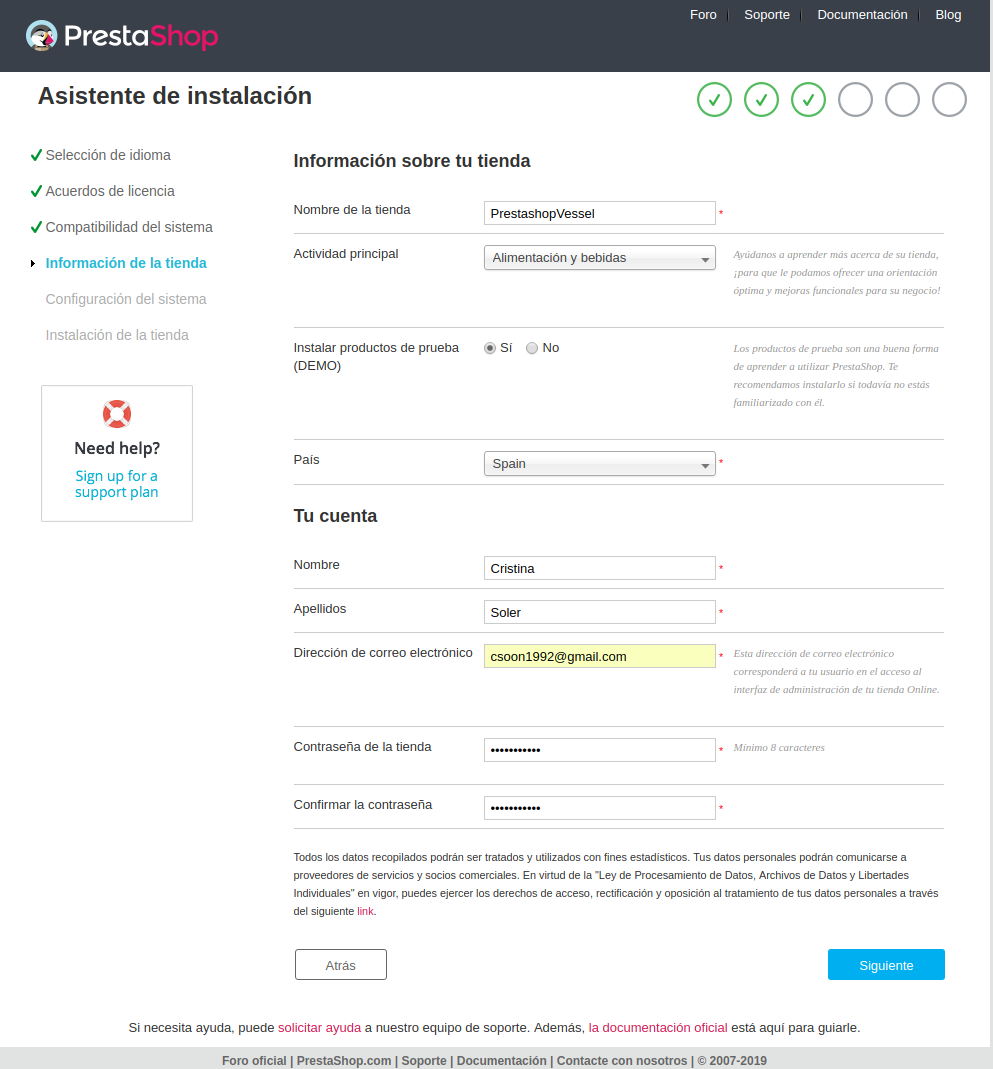 Foro | Soporte | Documentación | Blog
PrestaShop
Asistente de instalación
Selección de idioma
Acuerdos de licencia
Compatibilidad del sistema
Información de la tienda
Configuración del sistema
Instalación de la tienda
Need help?
Sign up for a
support plan
Información sobre tu tienda
Nombre de la tienda PrestashopVessel *
Actividad principal Alimentación y bebidas
Ayúdanos a aprender más acerca de su tienda,
¡para que le podamos ofrecer una orientación
óptima y mejoras funcionales para su negocio!
Instalar productos de prueba
(DEMO)
Sí No
Los productos de prueba son una buena forma
de aprender a utilizar PrestaShop. Te
recomendamos instalarlo si todavía no estás
familiarizado con él.
País Spain *
Tu cuenta
Nombre Cristina *
Apellidos Soler *
Dirección de correo electrónico csoon1992@gmail.com *
Esta dirección de correo electrónico
corresponderá a tu usuario en el acceso al
interfaz de administración de tu tienda Online.
Contraseña de la tienda ••••••••••• * Mínimo 8 caracteres
Confirmar la contraseña ••••••••••• *
Todos los datos recopilados podrán ser tratados y utilizados con fines estadísticos. Tus datos personales podrán comunicarse a
proveedores de servicios y socios comerciales. En virtud de la "Ley de Procesamiento de Datos, Archivos de Datos y Libertades
Individuales" en vigor, puedes ejercer los derechos de acceso, rectificación y oposición al tratamiento de tus datos personales a través
del siguiente link.
Atrás Siguiente
Si necesita ayuda, puede solicitar ayuda a nuestro equipo de soporte. Además, la documentación oficial está aquí para guiarle.
Foro oficial | PrestaShop.com | Soporte | Documentación | Contacte con nosotros | © 2007-2019